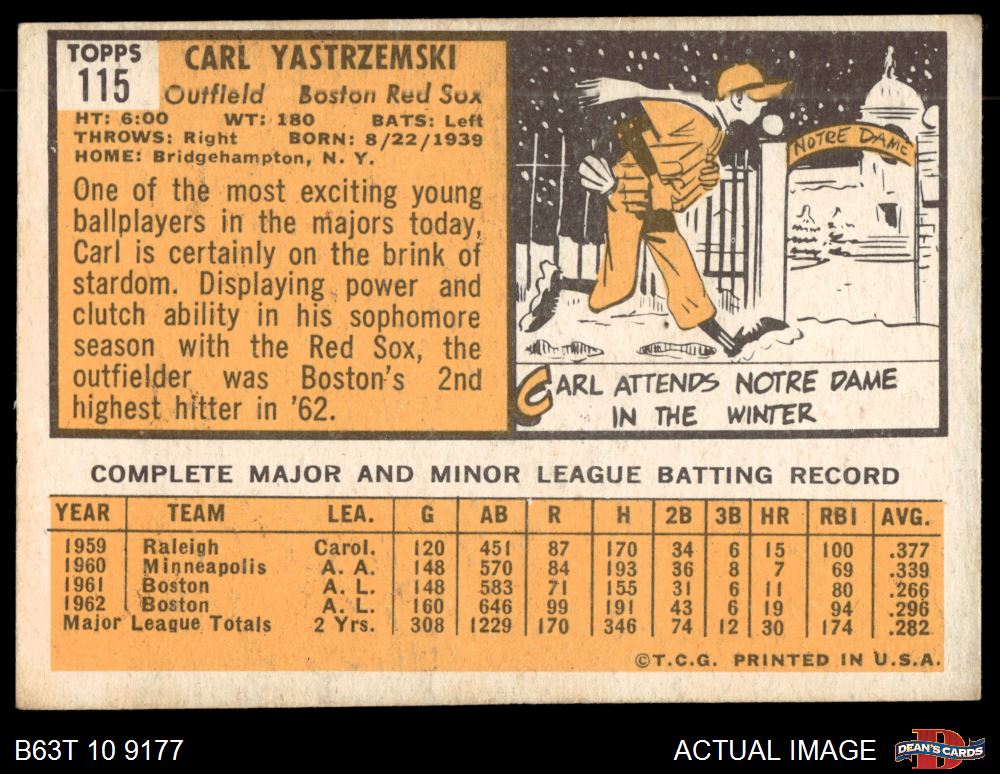 TOPPS
115
CARL YASTRZEMSKI
Outfield Boston Red Sox
HT: 6:00 WT: 180 BATS: Left
THROWS: Right BORN: 8/22/1939
HOME: Bridgehampton, N. Y.
One of the most exciting young
ballplayers in the majors today,
Carl is certainly on the brink of
stardom. Displaying power and
clutch ability in his sophomore
season with the Red Sox, the
outfielder was Boston's 2nd
highest hitter in '62.
NOTRE DAME
CARL ATTENDS NOTRE DAME
IN THE WINTER
COMPLETE MAJOR AND MINOR LEAGUE BATTING RECORD
YEAR TEAM LEA. G AB R H 2B 3B HR RBI AVG.
1959 Raleigh Carol. 120 451 87 170 34 6 15 100 .377
1960 Minneapolis A. A. 148 570 84 193 36 8 7 69 .339
1961 Boston A. L. 148 583 71 155 31 6 11 80 .266
1962 Boston A. L. 160 646 99 191 43 6 19 94 .296
Major League Totals 2 Yrs. 308 1229 170 346 74 12 30 174 .282
©T.C.G. PRINTED IN U.S.A.
B63T 10 9177
ACTUAL IMAGE
DEAN'S CARDS